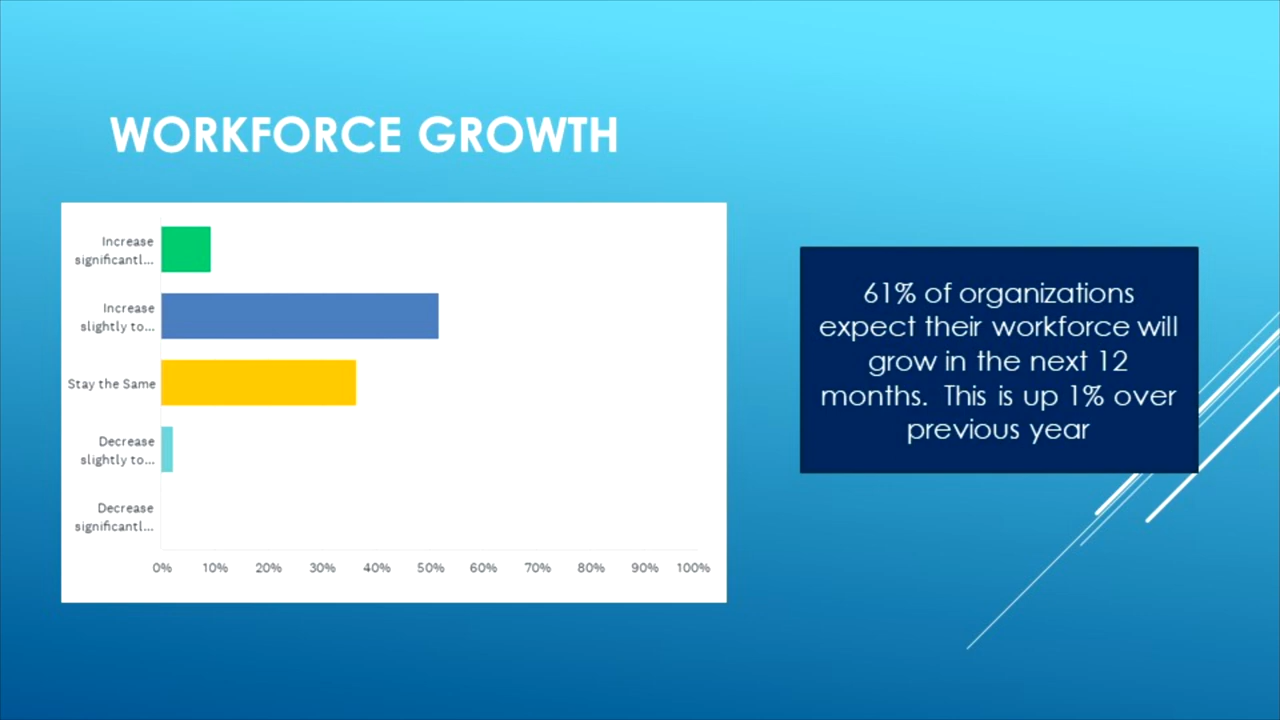 WORKFORCE GROWTH
Increase
significantl...
Increase
slightly to...
Stay the Same
Decrease
slightly to...
Decrease
significantl...
0% 10% 20% 30% 40% 50% 60% 70% 80% 90% 100%
61% of organizations
expect their workforce will
grow in the next 12
months.  This is up 1% over
previous year